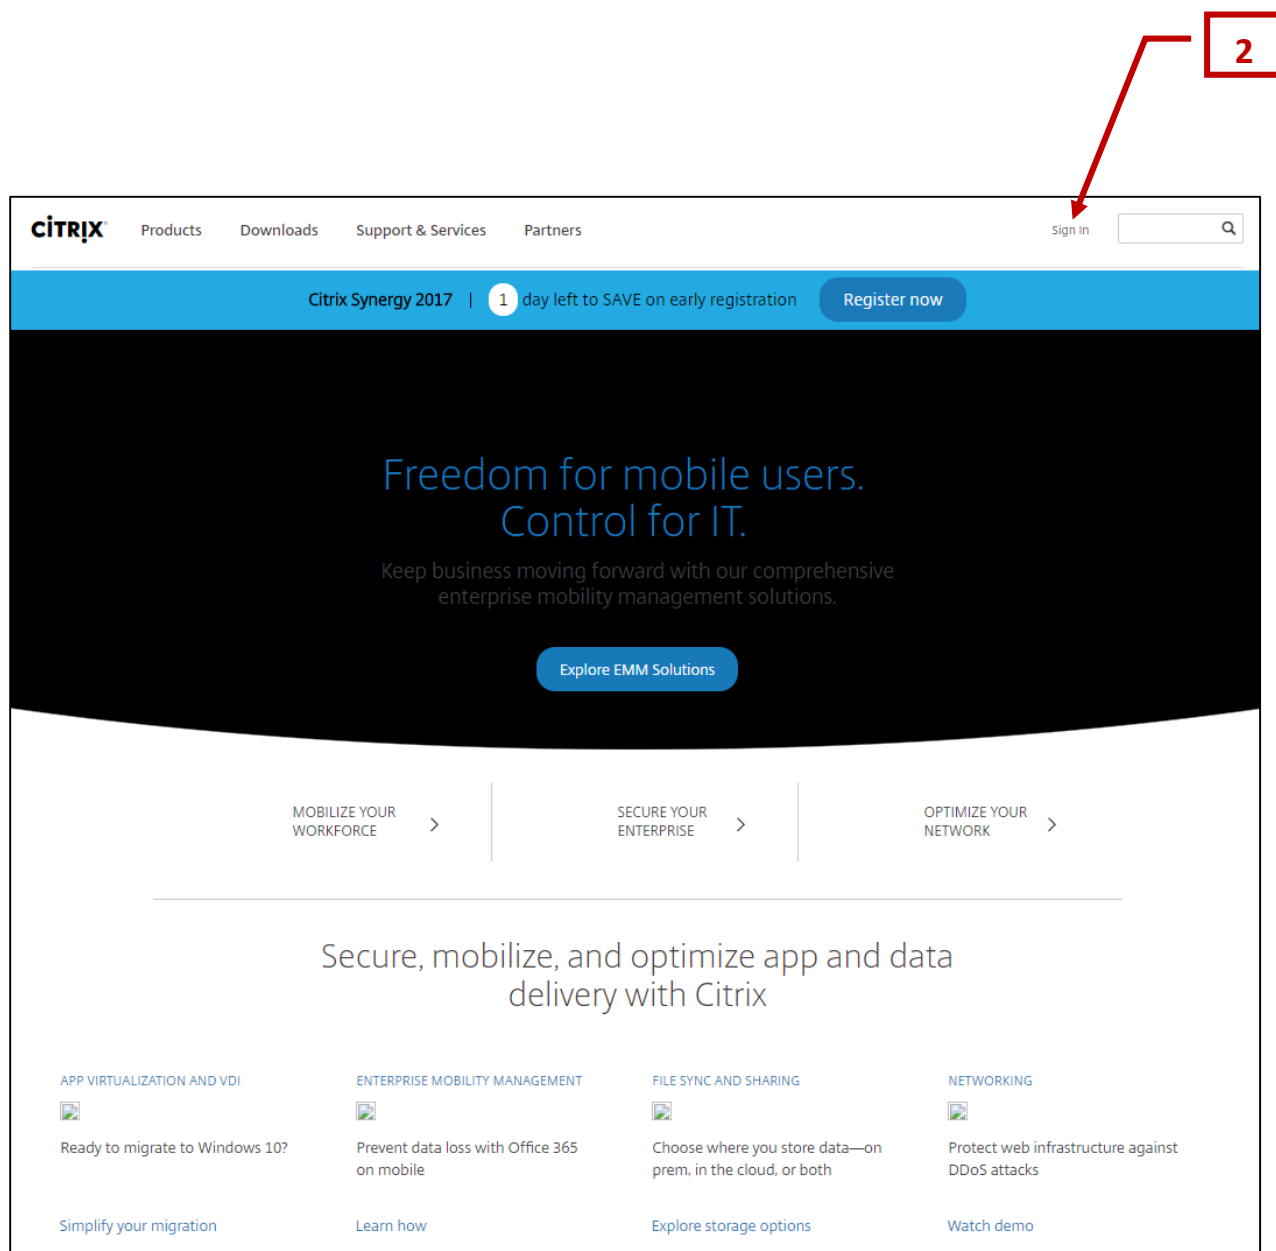 2
CİTRIX®
Products
Downloads
Support & Services
Partners
Sign In
Citrix Synergy 2017 | 1 day left to SAVE on early registration
Register now
Freedom for mobile users.
Control for IT.
Keep business moving forward with our comprehensive
enterprise mobility management solutions.
Explore EMM Solutions
MOBILIZE YOUR
WORKFORCE
SECURE YOUR
ENTERPRISE
OPTIMIZE YOUR
NETWORK
Secure, mobilize, and optimize app and data
delivery with Citrix
APP VIRTUALIZATION AND VDI
Ready to migrate to Windows 10?
Simplify your migration
ENTERPRISE MOBILITY MANAGEMENT
Prevent data loss with Office 365
on mobile
Learn how
FILE SYNC AND SHARING
Choose where you store data—on
prem, in the cloud, or both
Explore storage options
NETWORKING
Protect web infrastructure against
DDoS attacks
Watch demo